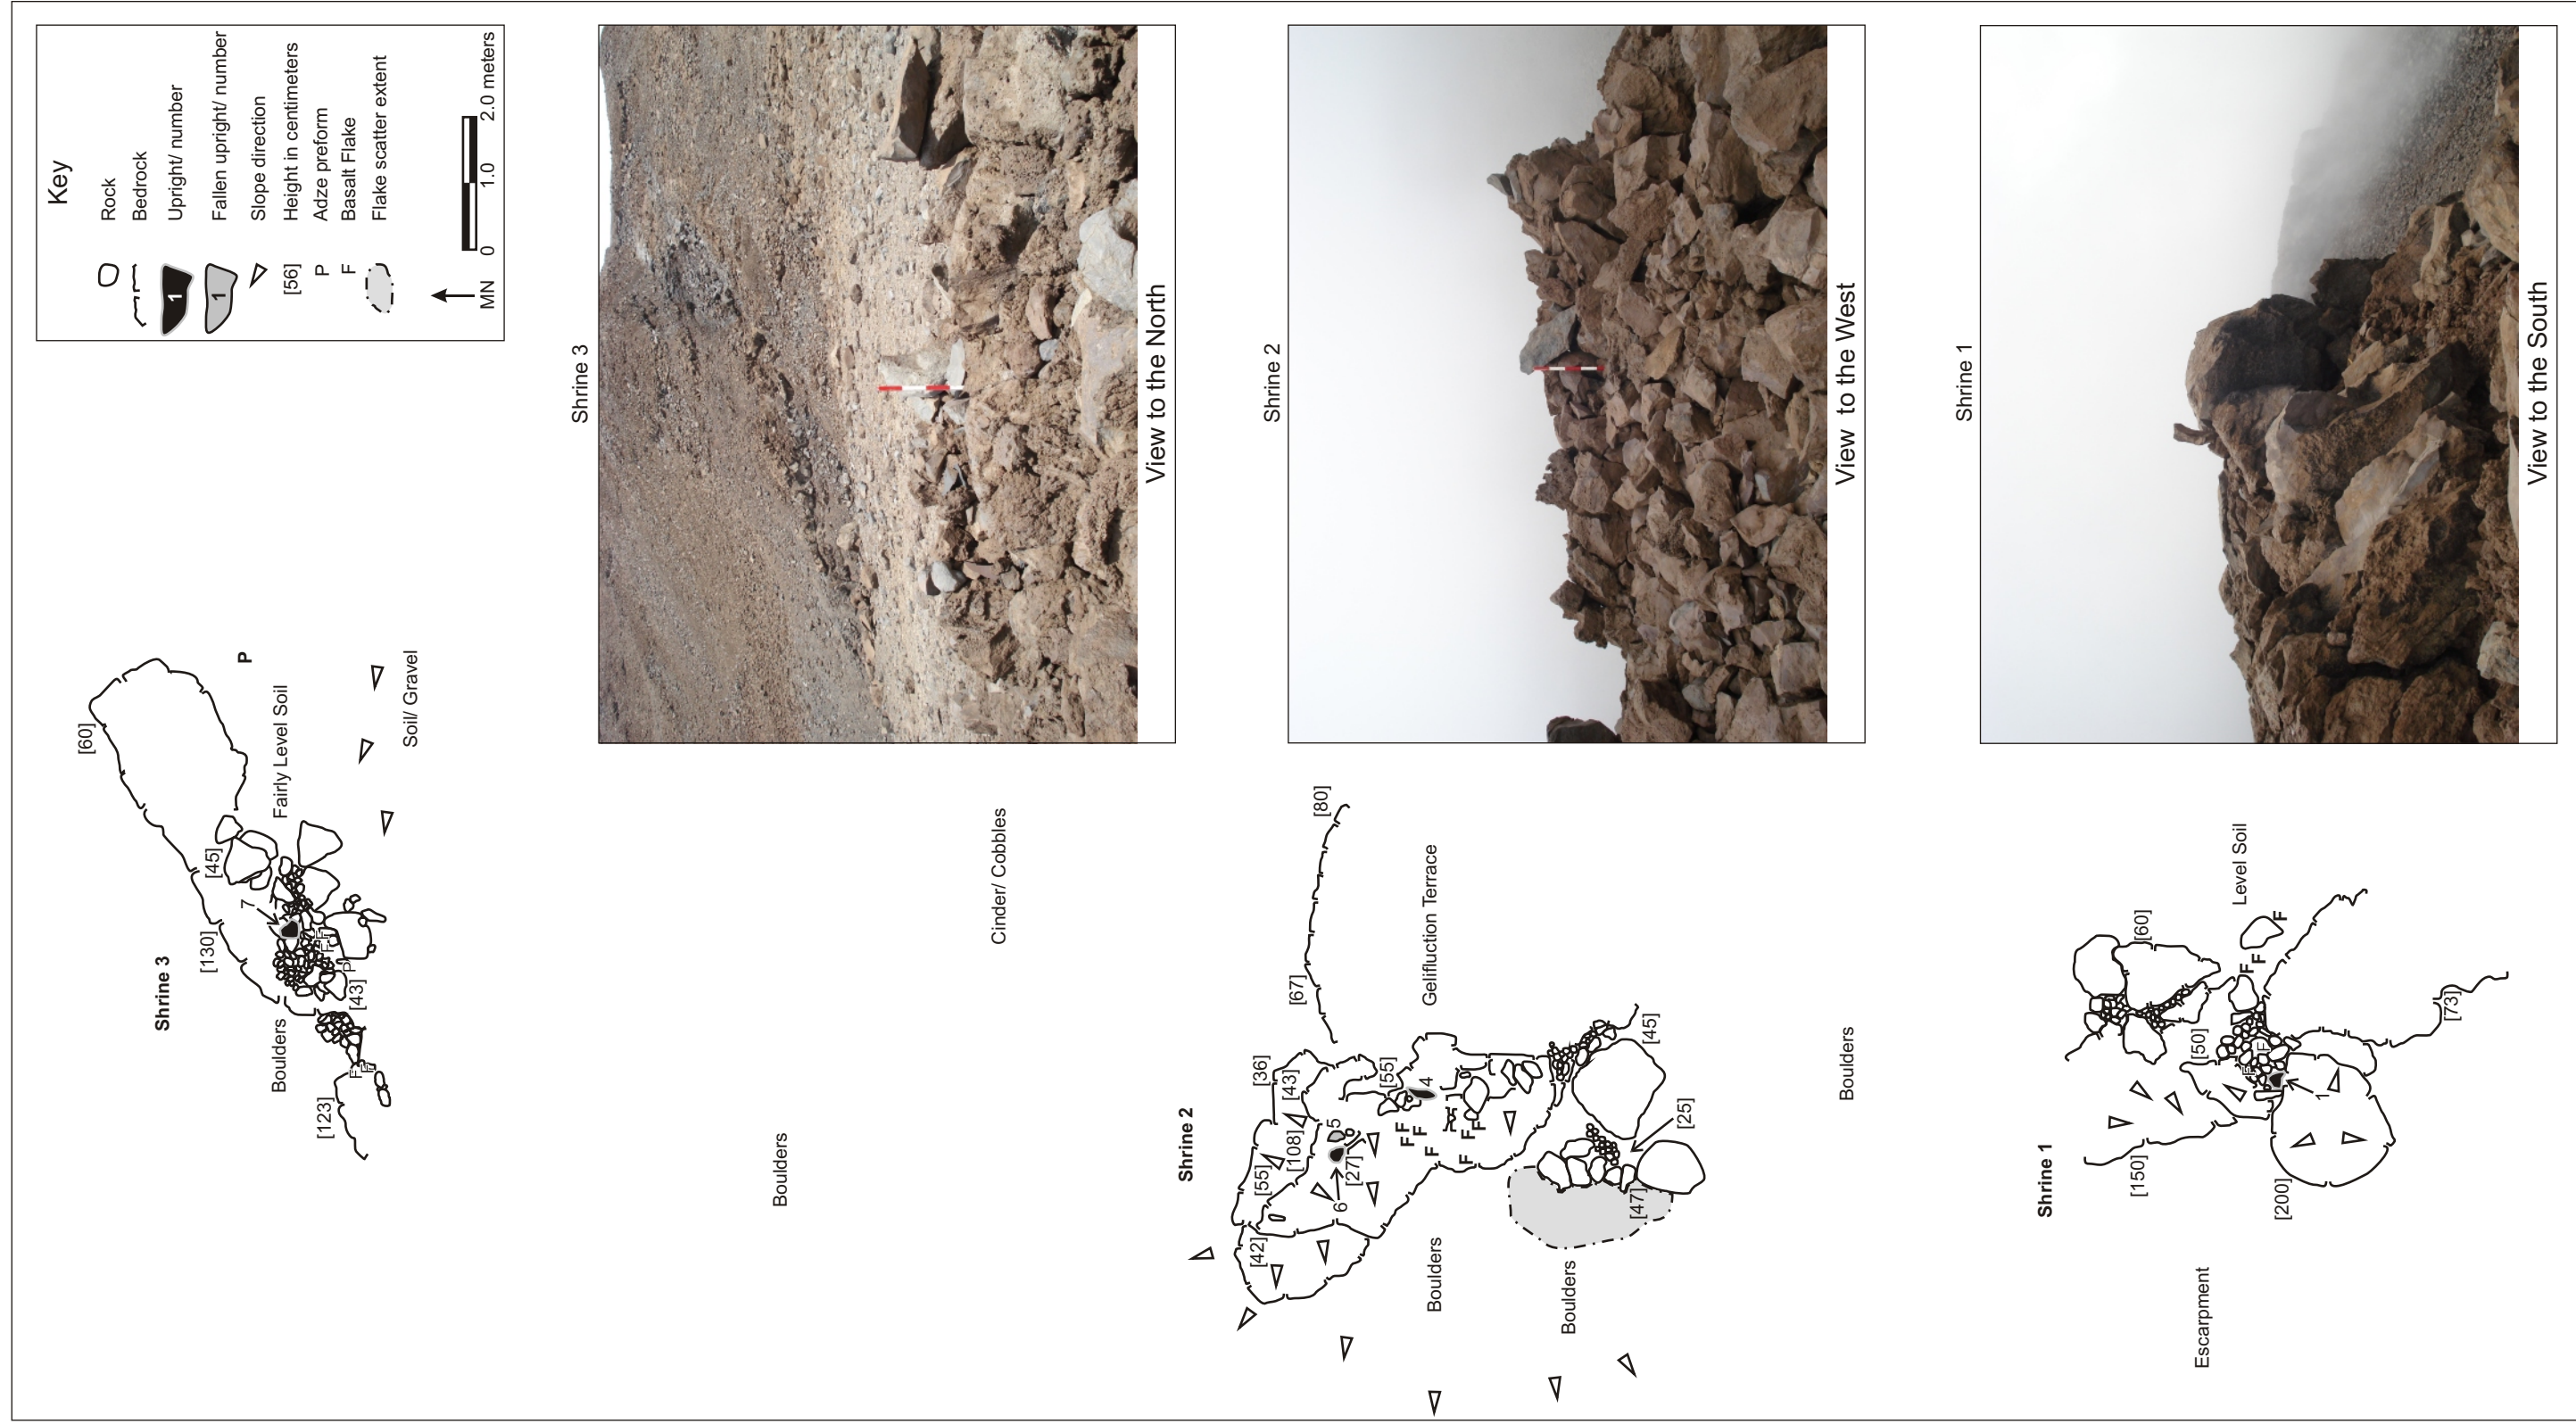 Key
Rock
Bedrock
1 Upright/ number
1 Fallen upright/ number
Slope direction
[56] Height in centimeters
P Adze preform
F Basalt Flake
Flake scatter extent
MN 0 1.0 2.0 meters
Shrine 3
[60]
P
[45]
Fairly Level Soil
7
[130]
Soil/ Gravel
P
[43]
F
F
Boulders
F
F
[123]
Shrine 3
View to the North
Boulders
Cinder/ Cobbles
Shrine 2
[80]
[67]
[36]
[43]
[55]
4
Gelifluction Terrace
[108]
5
[55]
[27]
6
[42]
F F
F F
F
F
F
F
[45]
[25]
[47]
Boulders
Boulders
Boulders
Shrine 2
View to the West
Shrine 1
[60]
Level Soil
F
F
F
[50]
F
F
[73]
1
[150]
[200]
Escarpment
Shrine 1
View to the South